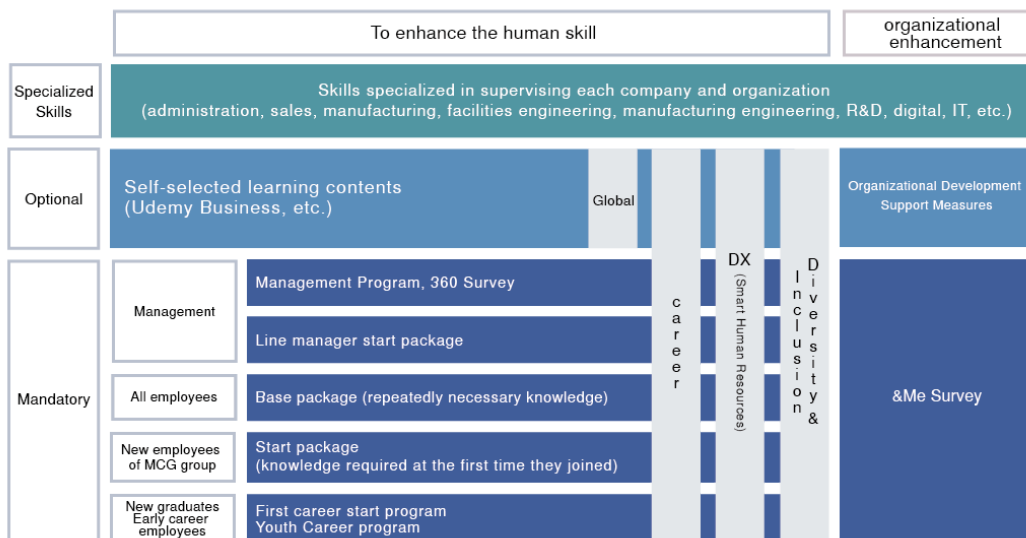 To enhance the human skill
organizational
enhancement
Specialized
Skills
Skills specialized in supervising each company and organization
(administration, sales, manufacturing, facilities engineering, manufacturing engineering, R&D, digital, IT, etc.)
Optional
Self-selected learning contents
(Udemy Business, etc.)
Global
career
DX
(Smart Human Resources)
Diversity &
Inclusion
Organizational Development
Support Measures
Mandatory
Management
Management Program, 360 Survey
Line manager start package
All employees
Base package (repeatedly necessary knowledge)
New employees
of MCG group
Start package
(knowledge required at the first time they joined)
New graduates
Early career
employees
First career start program
Youth Career program
&Me Survey